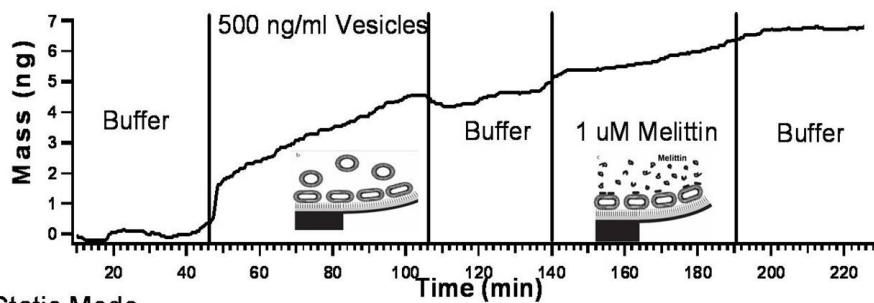 7
6
5
4
3
2
1
0
Mass (ng)
500 ng/ml Vesicles
Buffer
Buffer
1 uM Melittin
Buffer
b
c
Melittin
20
40
60
80
100
120
140
160
180
200
220
Time (min)
Static Mode